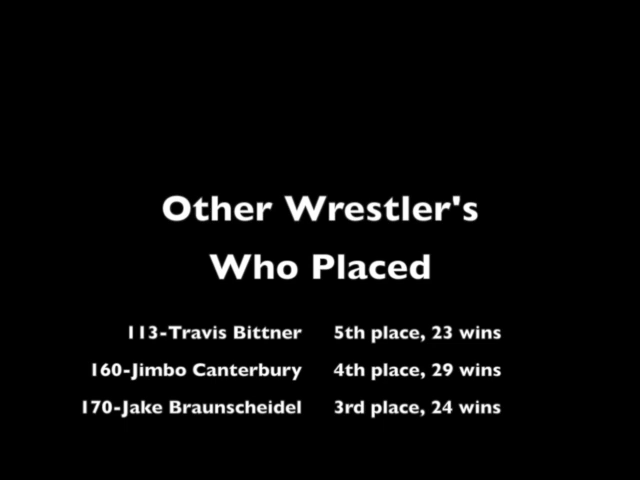 Other Wrestler's
Who Placed
113-Travis Bittner 5th place, 23 wins
160-Jimbo Canterbury 4th place, 29 wins
170-Jake Braunscheidel 3rd place, 24 wins